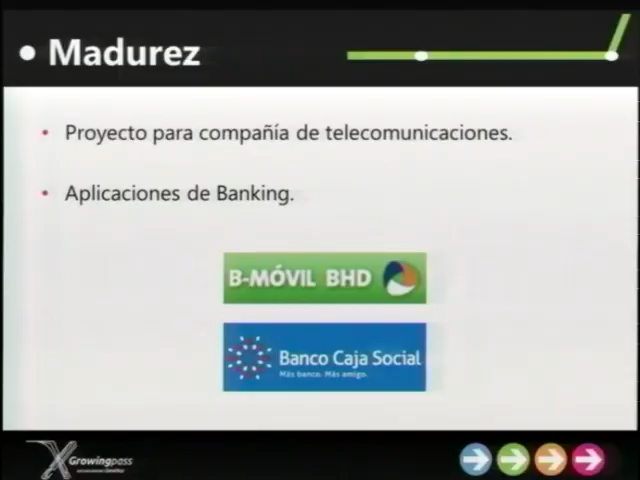 • Madurez
• Proyecto para compañía de telecomunicaciones.
• Aplicaciones de Banking.
B-MÓVIL BHD
Banco Caja Social
Más banco. Más amigo.
Growingpass